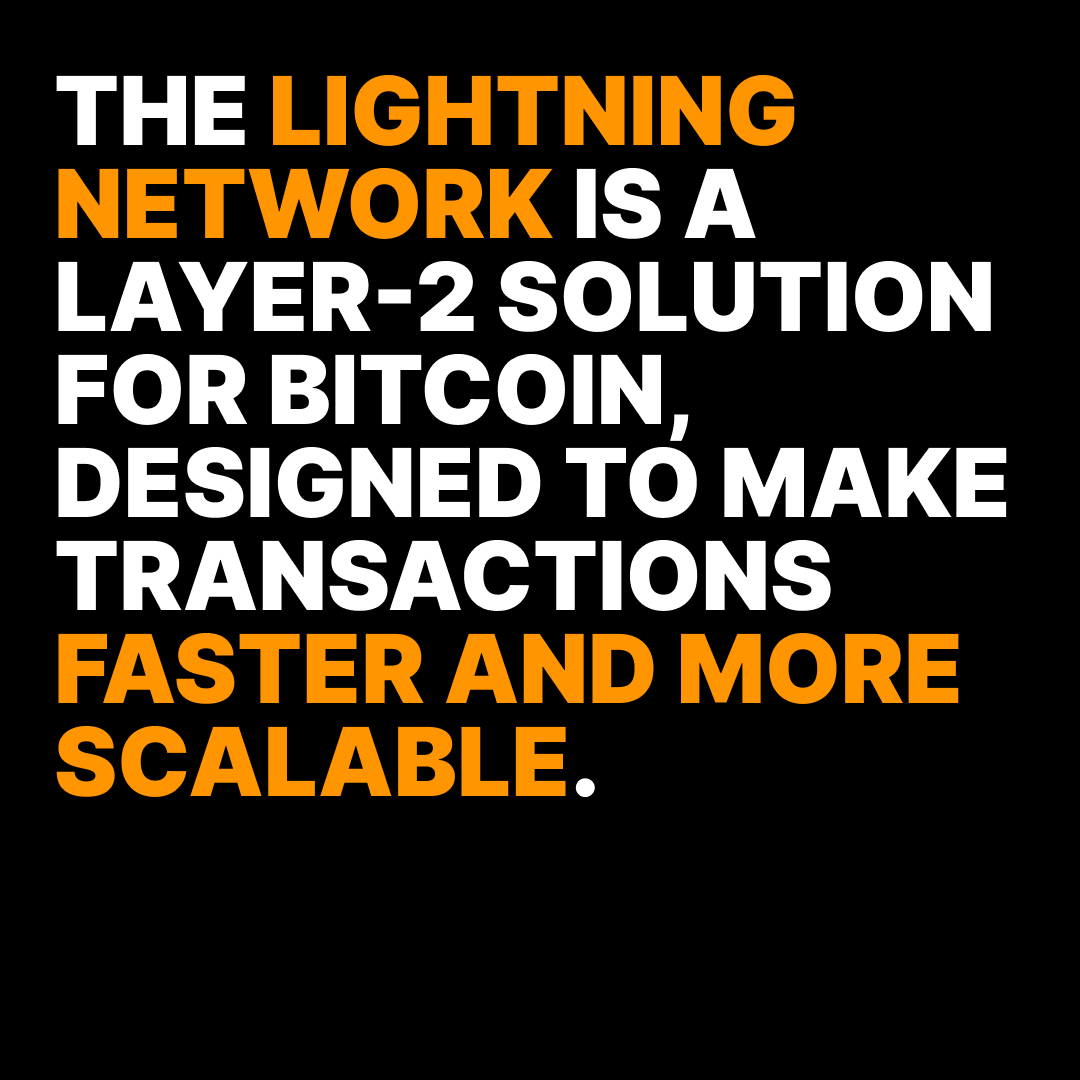 THE LIGHTNING
NETWORK IS A
LAYER-2 SOLUTION
FOR BITCOIN,
DESIGNED TO MAKE
TRANSACTIONS
FASTER AND MORE
SCALABLE.